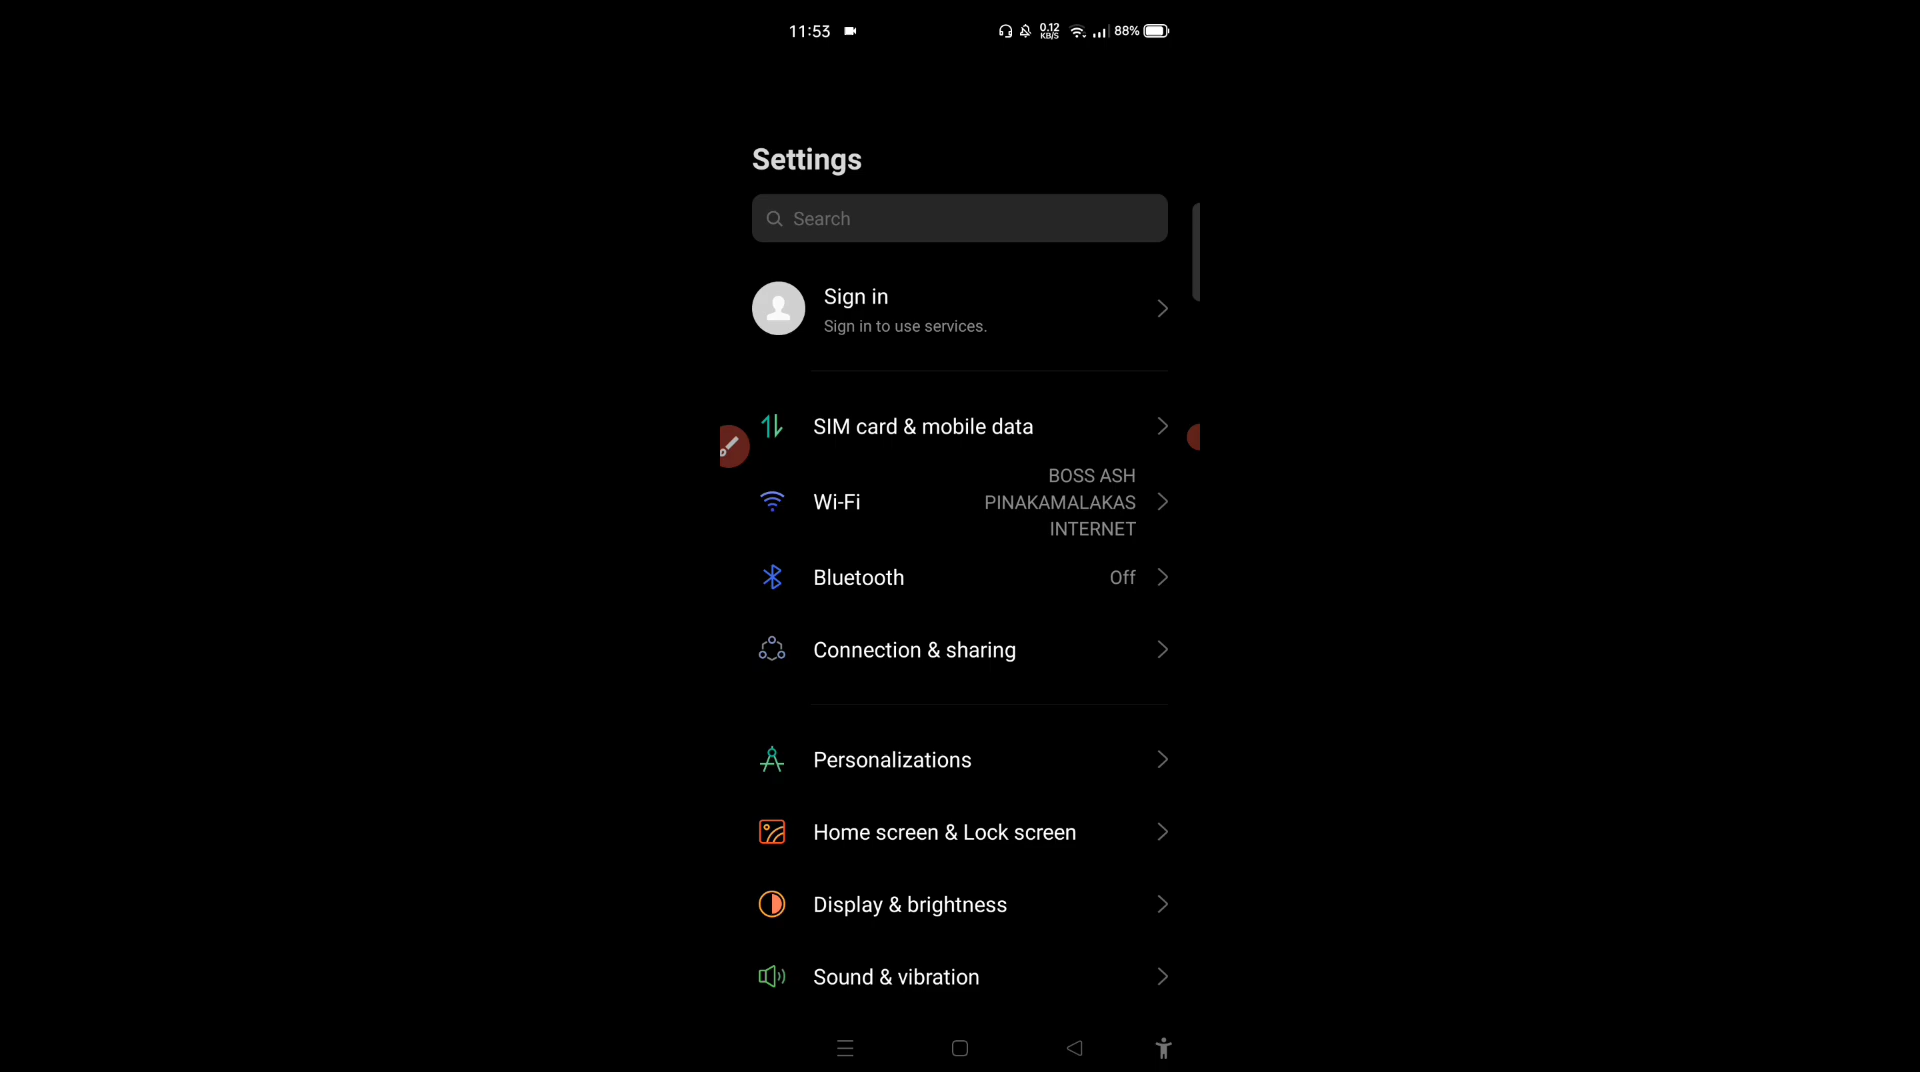 11:53
0.12
KB/S
88%
Settings
Search
Sign in
Sign in to use services.
SIM card & mobile data
Wi-Fi
BOSS ASH
PINAKAMALAKAS
INTERNET
Bluetooth
Off
Connection & sharing
Personalizations
Home screen & Lock screen
Display & brightness
Sound & vibration